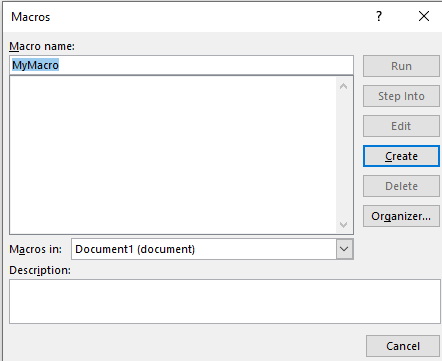 Macros
?
Macro name:
MyMacro
Run
Step Into
Edit
Create
Delete
Organizer...
Macros in: Document1 (document)
Description:
Cancel